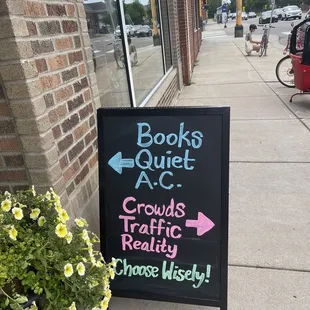 Books
Quiet
A.C.
Crowds
Traffic
Reality
Choose Wisely!